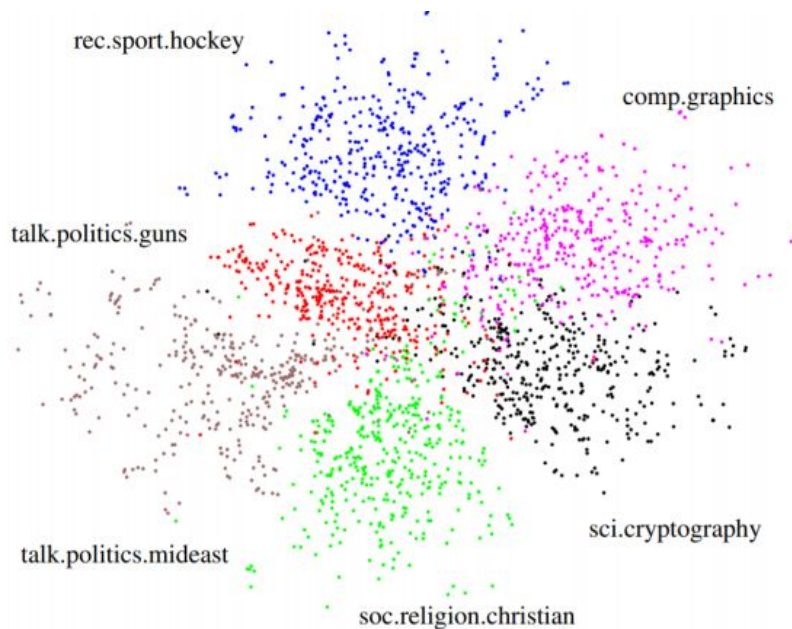 rec.sport.hockey
comp.graphics
talk.politics.guns
sci.cryptography
talk.politics.mideast
soc.religion.christian